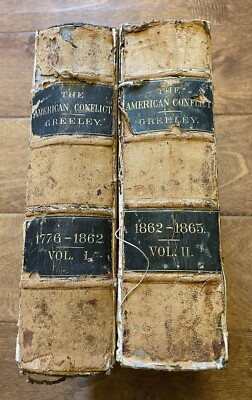 THE
AMERICAN CONFLICT
GREELEY.
1776-1862
VOL. I.
THE
AMERICAN CONFLICT
GREELEY.
1862-1865.
VOL. II.